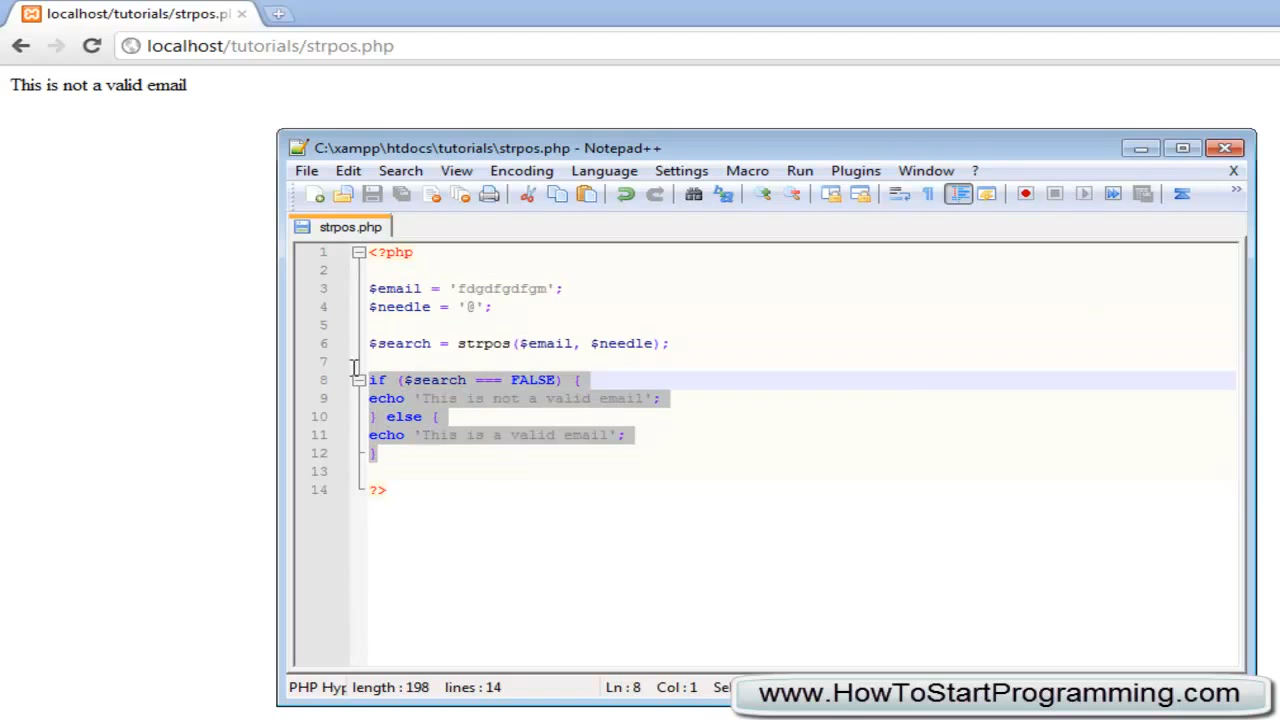 localhost/tutorials/strpos.p
localhost/tutorials/strpos.php
This is not a valid email
C:\xampp\htdocs\tutorials\strpos.php - Notepad++
File Edit Search View Encoding Language Settings Macro Run Plugins Window ? X
strpos.php
1 <?php
2
3 $email = 'fdgdfgdfgm';
4 $needle = '@';
5
6 $search = strpos($email, $needle);
7
8 if ($search === FALSE) {
9 echo 'This is not a valid email';
10 } else {
11 echo 'This is a valid email';
12 }
13
14 ?>
PHP Hyp length : 198 lines : 14 Ln : 8 Col : 1 Sel
www.HowToStartProgramming.com